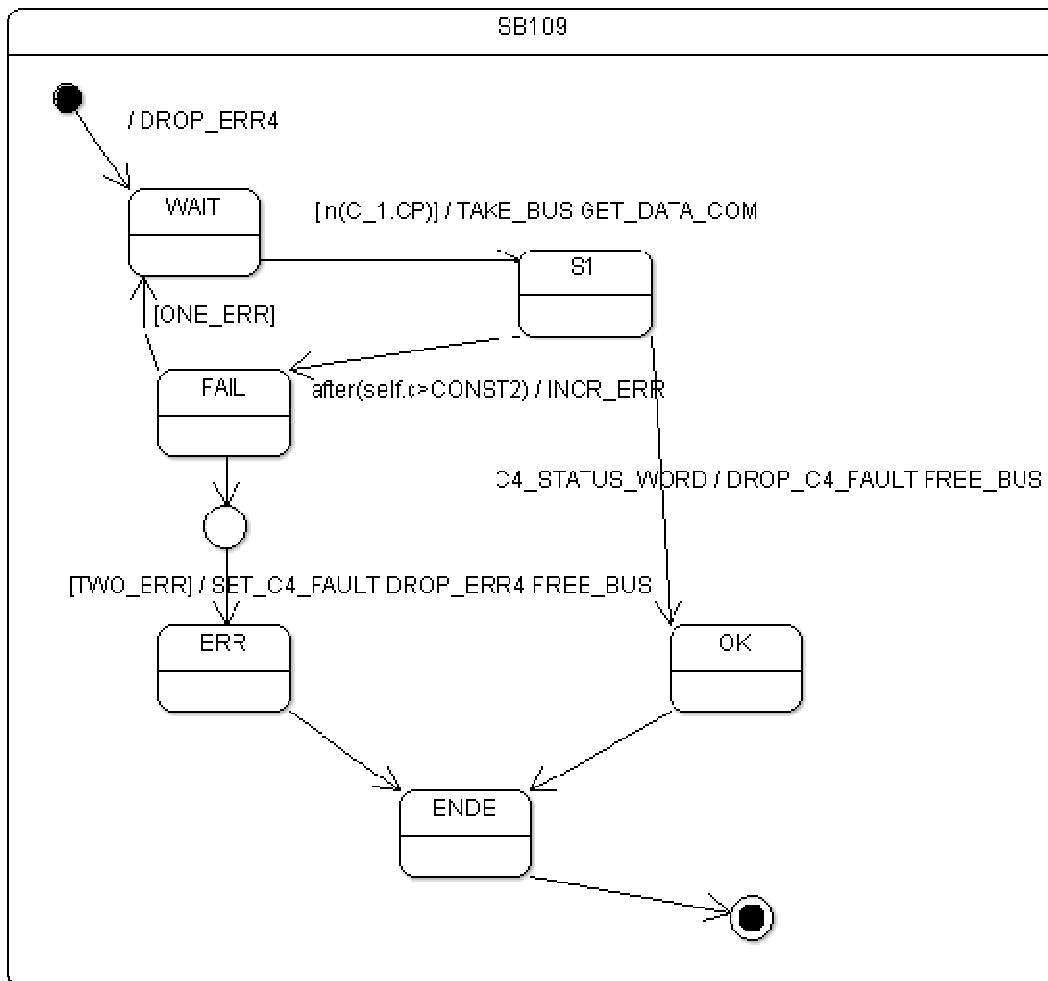 SB109
/ DROP_ERR4
WAIT
[in(C_1.CP)] / TAKE_BUS GET_DATA_COM
S1
[ONE_ERR]
FAIL
after(self.c>CONST2) / INCR_ERR
C4_STATUS_WORD / DROP_C4_FAULT FREE_BUS
[TWO_ERR] / SET_C4_FAULT DROP_ERR4 FREE_BUS
ERR
OK
ENDE